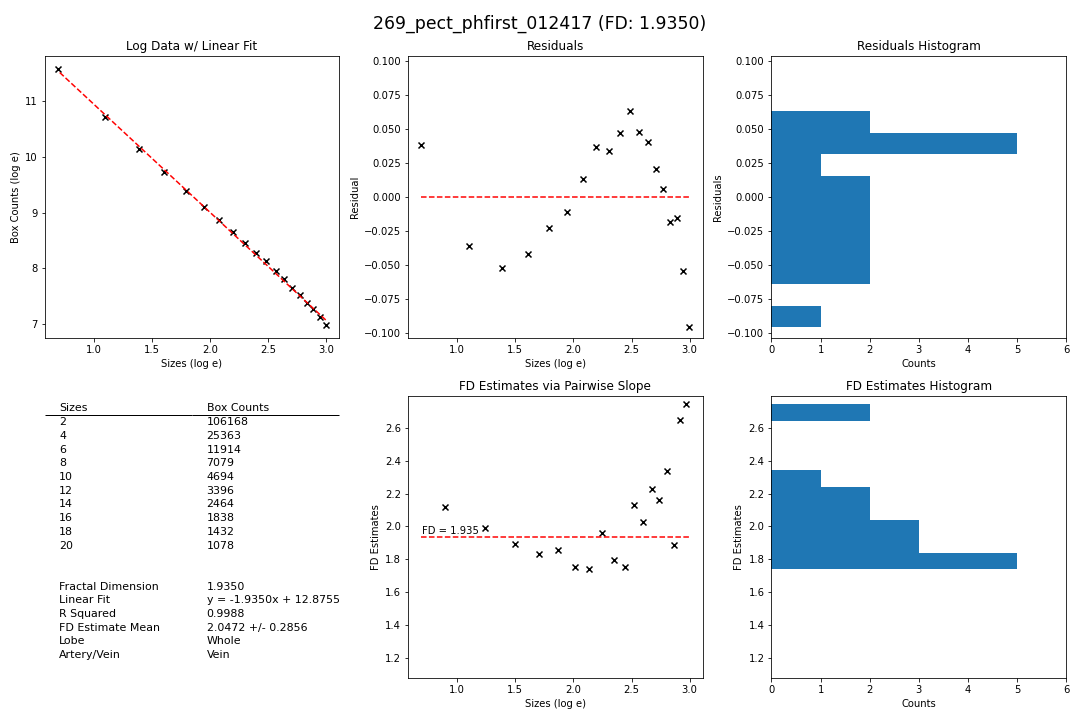 269_pect_phfirst_012417 (FD: 1.9350)
Log Data w/ Linear Fit
Box Counts (log e)
11
10
9
8
7
1.0 1.5 2.0 2.5 3.0
Sizes (log e)
Residuals
Residual
0.100
0.075
0.050
0.025
0.000
−0.025
−0.050
−0.075
−0.100
1.0 1.5 2.0 2.5 3.0
Sizes (log e)
Residuals Histogram
Residuals
0.100
0.075
0.050
0.025
0.000
−0.025
−0.050
−0.075
−0.100
0 1 2 3 4 5 6
Counts
Sizes Box Counts
2 106168
4 25363
6 11914
8 7079
10 4694
12 3396
14 2464
16 1838
18 1432
20 1078
Fractal Dimension 1.9350
Linear Fit y = -1.9350x + 12.8755
R Squared 0.9988
FD Estimate Mean 2.0472 +/- 0.2856
Lobe Whole
Artery/Vein Vein
FD Estimates via Pairwise Slope
FD Estimates
2.6
2.4
2.2
2.0
1.8
1.6
1.4
1.2
FD = 1.935
1.0 1.5 2.0 2.5 3.0
Sizes (log e)
FD Estimates Histogram
FD Estimates
2.6
2.4
2.2
2.0
1.8
1.6
1.4
1.2
0 1 2 3 4 5 6
Counts